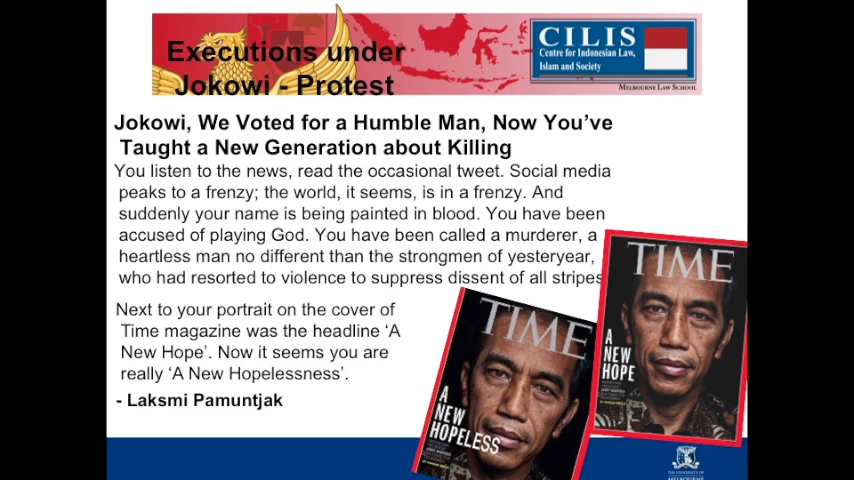 Executions under
Jokowi - Protest
CILIS
Centre for Indonesian Law,
Islam and Society
MELBOURNE LAW SCHOOL
Jokowi, We Voted for a Humble Man, Now You've
Taught a New Generation about Killing
You listen to the news, read the occasional tweet. Social media
peaks to a frenzy; the world, it seems, is in a frenzy. And
suddenly your name is being painted in blood. You have been
accused of playing God. You have been called a murderer, a
heartless man no different than the strongmen of yesteryear,
who had resorted to violence to suppress dissent of all stripes
Next to your portrait on the cover of
Time magazine was the headline 'A
New Hope'. Now it seems you are
really 'A New Hopelessness'.
- Laksmi Pamuntjak
TIME
A
NEW
HOPELESS
TIME
A
NEW
HOPE
THE UNIVERSITY OF
MELBOURNE